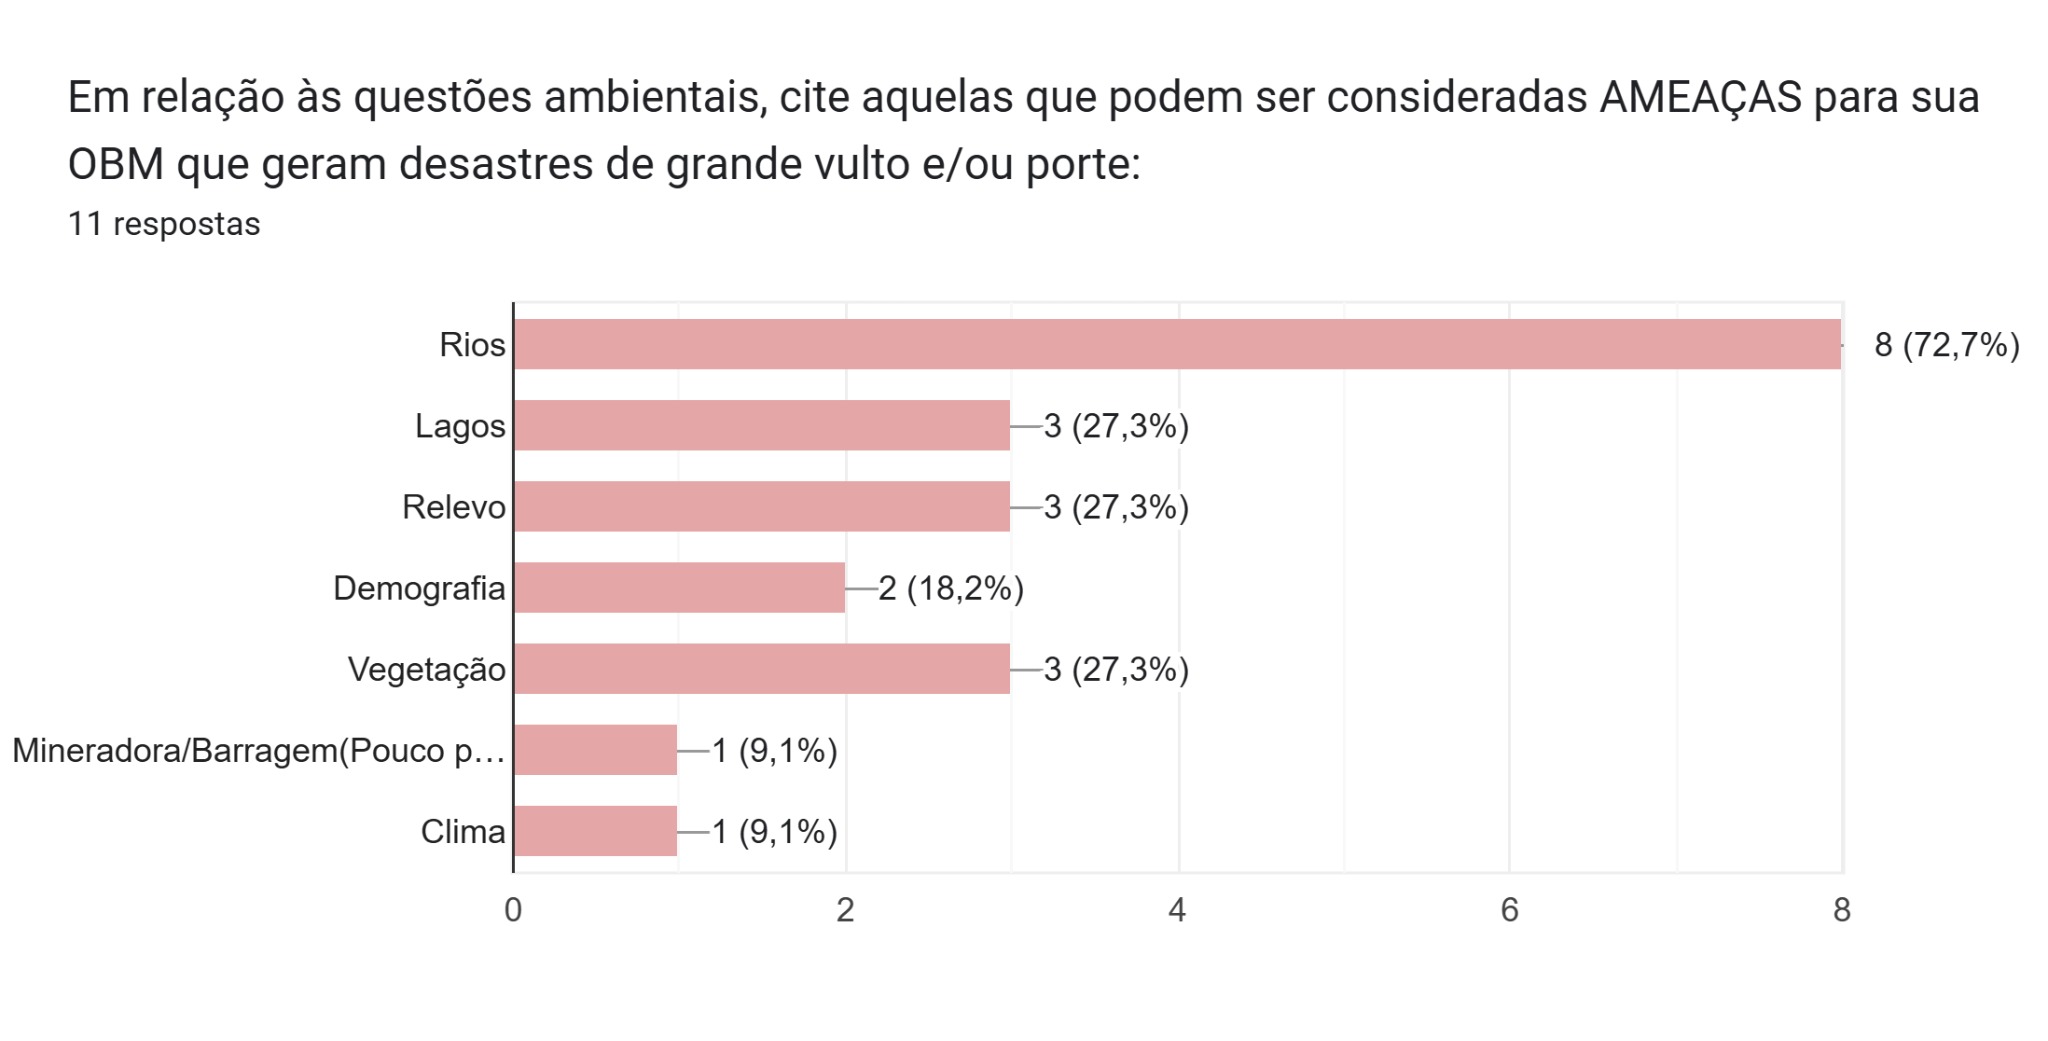 Em relação às questões ambientais, cite aquelas que podem ser consideradas AMEAÇAS para sua
OBM que geram desastres de grande vulto e/ou porte:
11 respostas
Rios
8 (72,7%)
Lagos
3 (27,3%)
Relevo
3 (27,3%)
Demografia
2 (18,2%)
Vegetação
3 (27,3%)
Mineradora/Barragem(Pouco p…
1 (9,1%)
Clima
1 (9,1%)
0
2
4
6
8